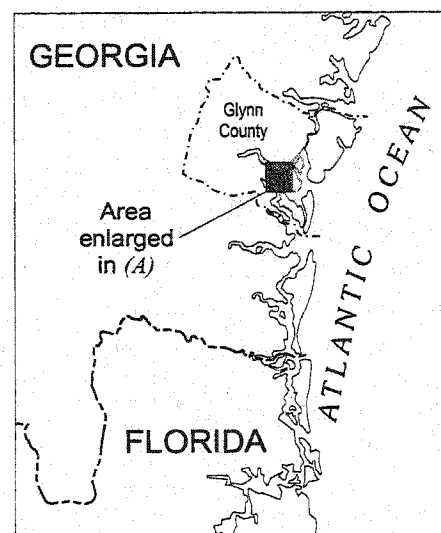 GEORGIA
Glynn
County
Area
enlarged
in (A)
ATLANTIC OCEAN
FLORIDA